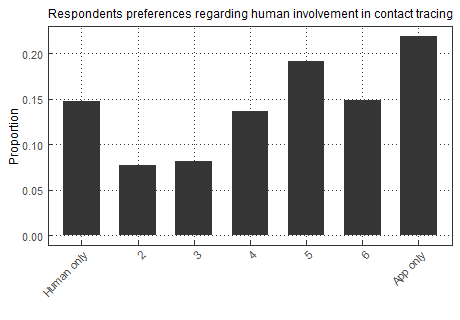 Respondents preferences regarding human involvement in contact tracing
Proportion
0.20
0.15
0.10
0.05
0.00
Human only
2
3
4
5
6
App only